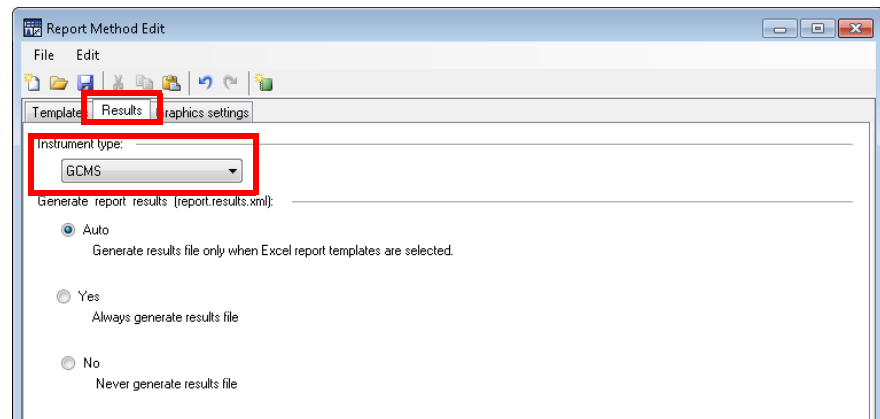 Report Method Edit
File Edit
Templates Results Graphics settings
Instrument type:
GCMS
Generate report results (report.results.xml):
Auto
Generate results file only when Excel report templates are selected.
Yes
Always generate results file
No
Never generate results file